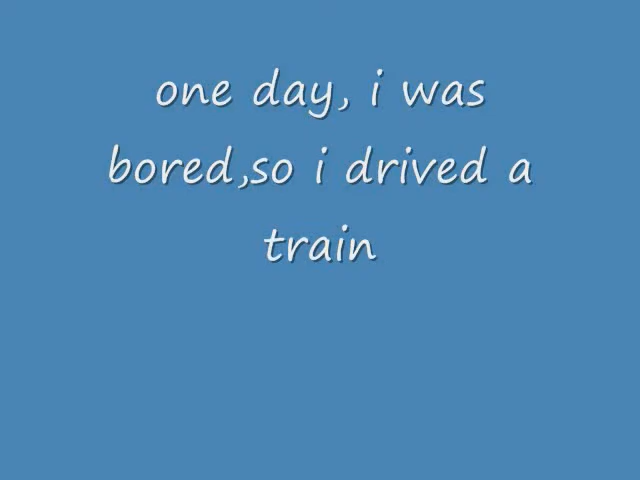 one day, i was
bored,so i drived a
train